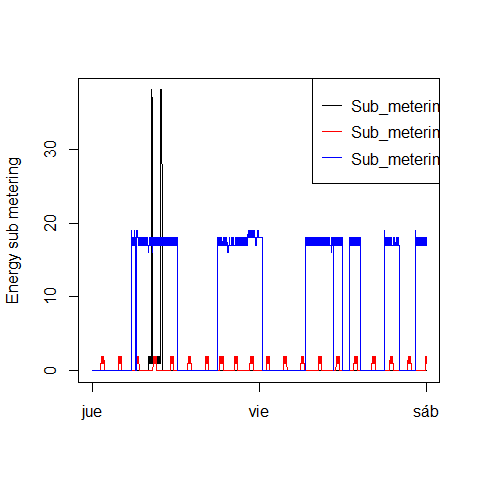 Sub_meterin
Sub_meterin
Sub_meterin
Energy sub metering
30
20
10
0
jue vie sáb